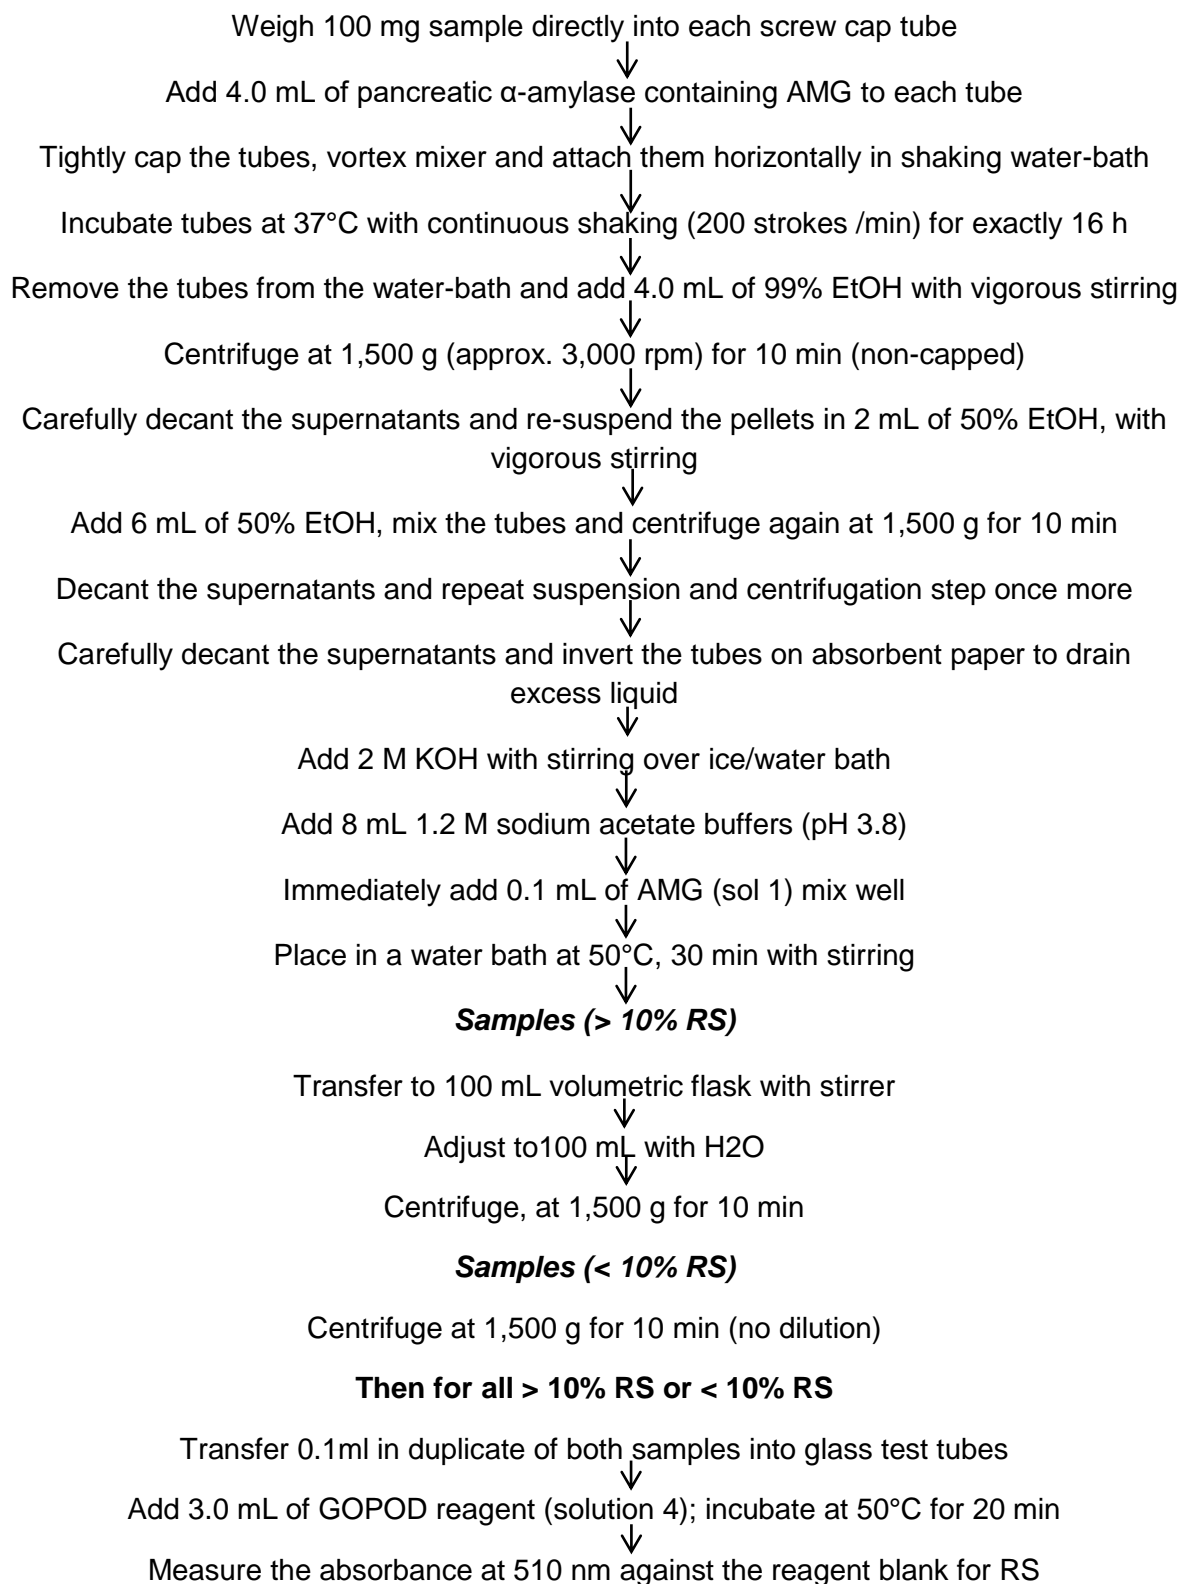 Weigh 100 mg sample directly into each screw cap tube
Add 4.0 mL of pancreatic α-amylase containing AMG to each tube
Tightly cap the tubes, vortex mixer and attach them horizontally in shaking water-bath
Incubate tubes at 37°C with continuous shaking (200 strokes /min) for exactly 16 h
Remove the tubes from the water-bath and add 4.0 mL of 99% EtOH with vigorous stirring
Centrifuge at 1,500 g (approx. 3,000 rpm) for 10 min (non-capped)
Carefully decant the supernatants and re-suspend the pellets in 2 mL of 50% EtOH, with
vigorous stirring
Add 6 mL of 50% EtOH, mix the tubes and centrifuge again at 1,500 g for 10 min
Decant the supernatants and repeat suspension and centrifugation step once more
Carefully decant the supernatants and invert the tubes on absorbent paper to drain
excess liquid
Add 2 M KOH with stirring over ice/water bath
Add 8 mL 1.2 M sodium acetate buffers (pH 3.8)
Immediately add 0.1 mL of AMG (sol 1) mix well
Place in a water bath at 50°C, 30 min with stirring
Samples (> 10% RS)
Transfer to 100 mL volumetric flask with stirrer
Adjust to100 mL with H2O
Centrifuge, at 1,500 g for 10 min
Samples (< 10% RS)
Centrifuge at 1,500 g for 10 min (no dilution)
Then for all > 10% RS or < 10% RS
Transfer 0.1ml in duplicate of both samples into glass test tubes
Add 3.0 mL of GOPOD reagent (solution 4); incubate at 50°C for 20 min
Measure the absorbance at 510 nm against the reagent blank for RS